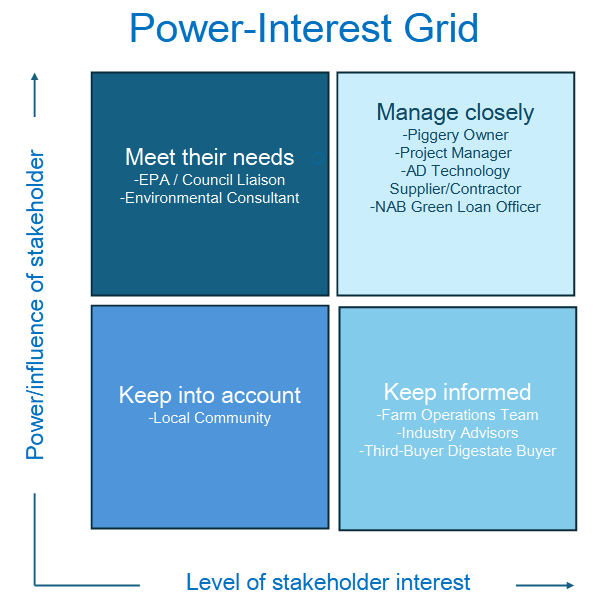 Power-Interest Grid
Power/influence of stakeholder
Meet their needs
-EPA / Council Liaison
-Environmental Consultant
Manage closely
-Piggery Owner
-Project Manager
-AD Technology
Supplier/Contractor
-NAB Green Loan Officer
Keep into account
-Local Community
Keep informed
-Farm Operations Team
-Industry Advisors
-Third-Buyer Digestate Buyer
Level of stakeholder interest